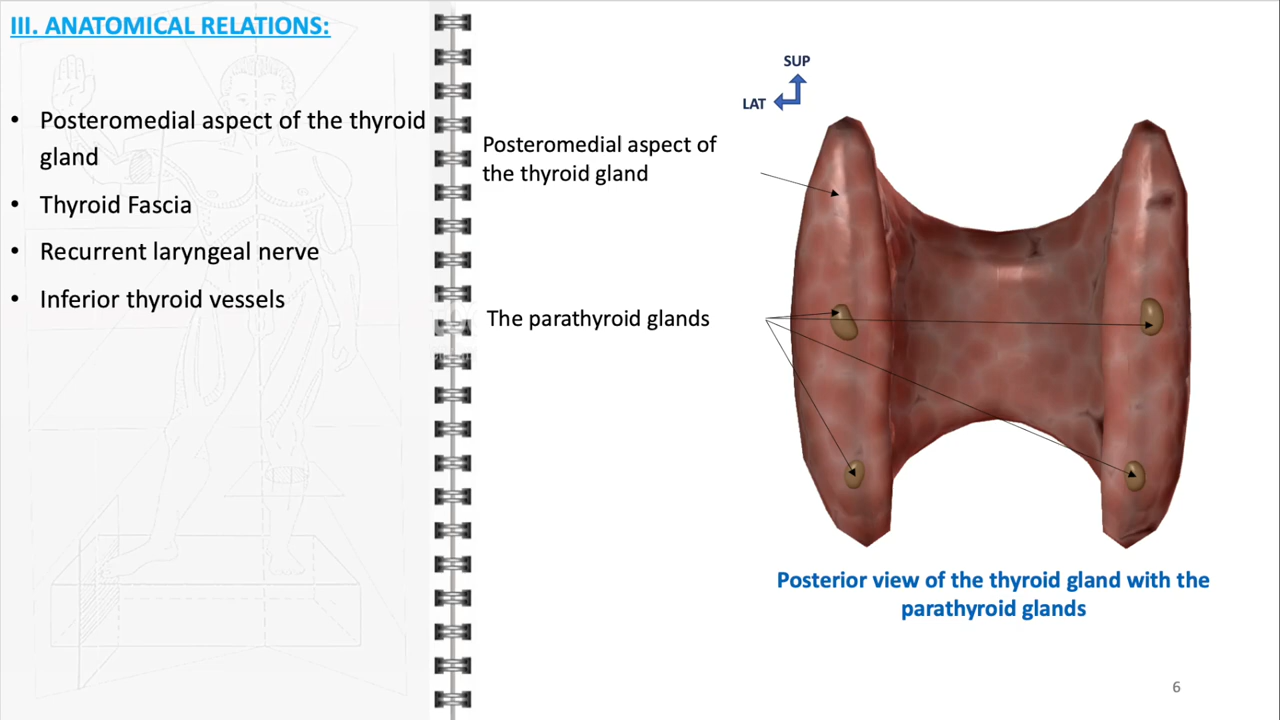 III. ANATOMICAL RELATIONS:
• Posteromedial aspect of the thyroid
gland
• Thyroid Fascia
• Recurrent laryngeal nerve
• Inferior thyroid vessels
SUP
LAT
Posteromedial aspect of
the thyroid gland
The parathyroid glands
Posterior view of the thyroid gland with the
parathyroid glands
6